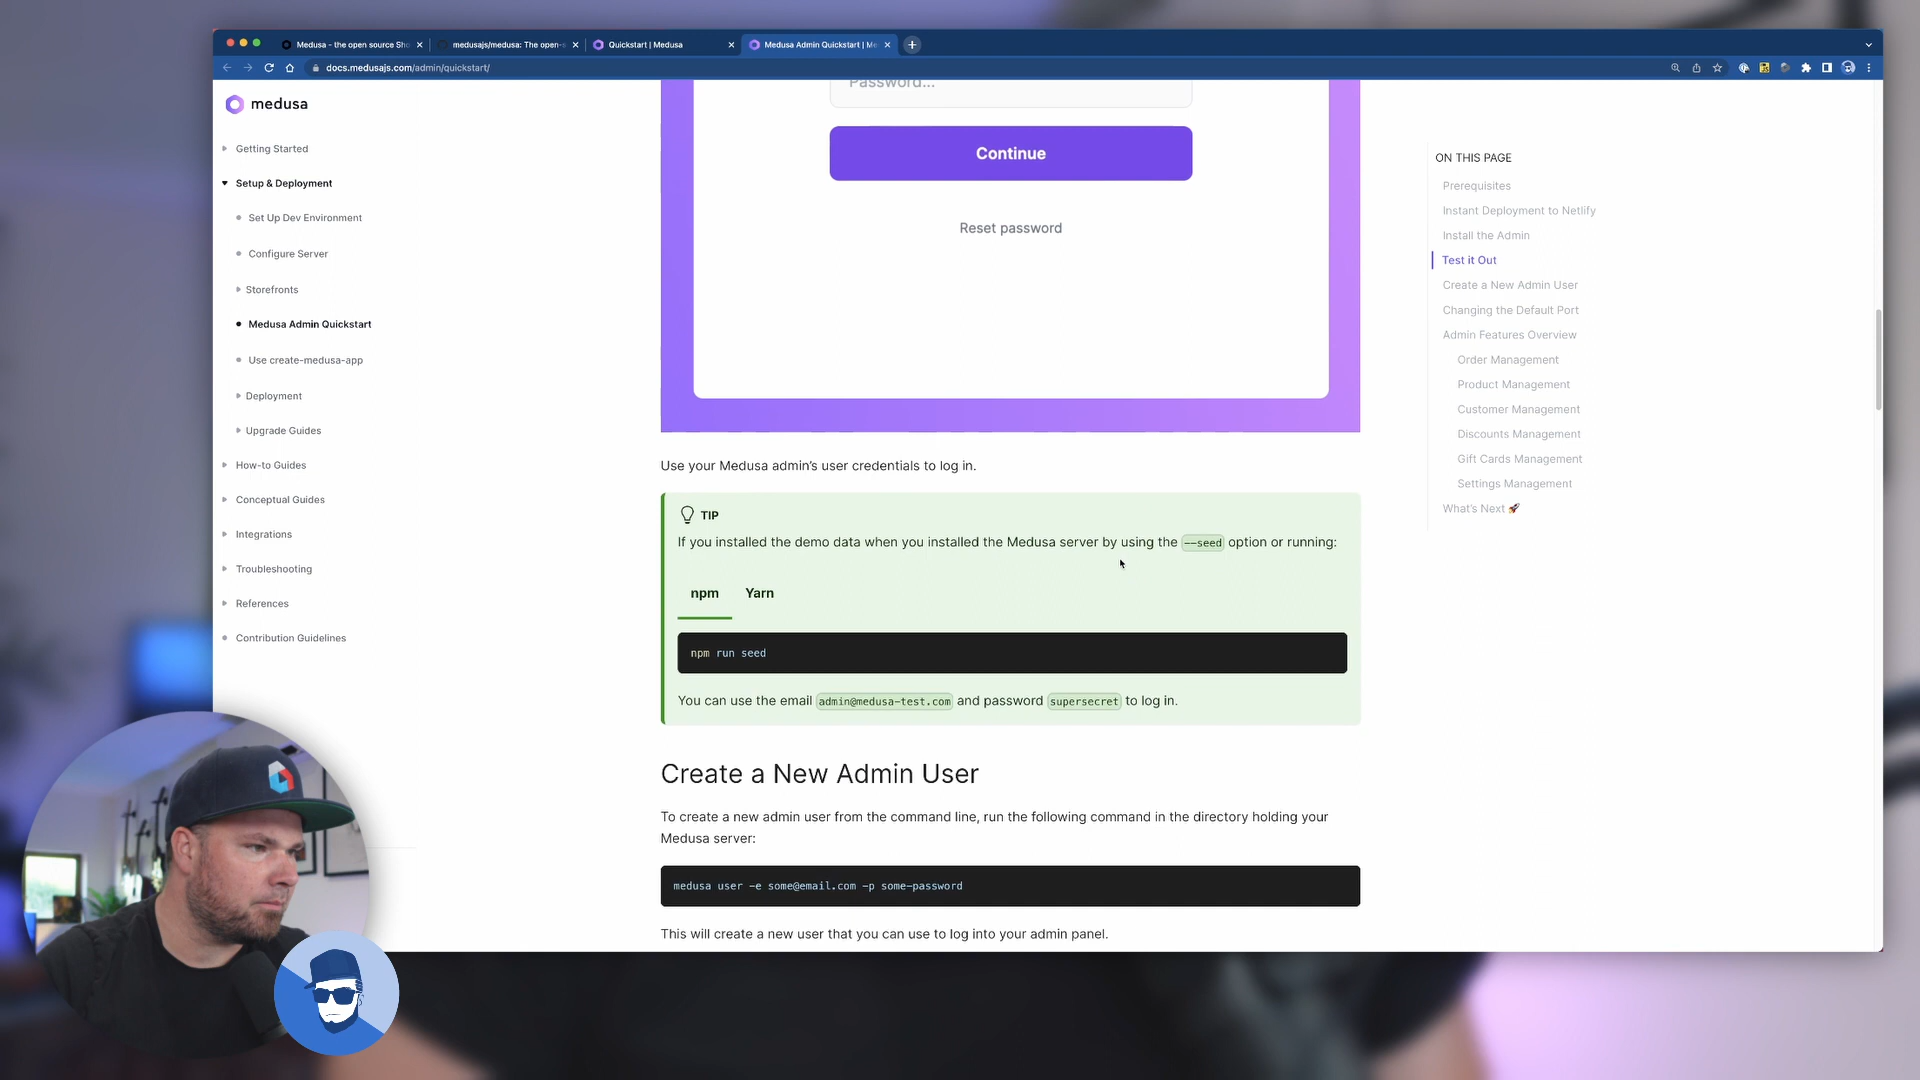 Medusa - the open source Sho
medusajs/medusa: The open-s
Quickstart | Medusa
Medusa Admin Quickstart | Me
docs.medusajs.com/admin/quickstart/
medusa
Getting Started
Setup & Deployment
Set Up Dev Environment
Configure Server
Storefronts
Medusa Admin Quickstart
Use create-medusa-app
Deployment
Upgrade Guides
How-to Guides
Conceptual Guides
Integrations
Troubleshooting
References
Contribution Guidelines
Password...
Continue
Reset password
Use your Medusa admin's user credentials to log in.
TIP
If you installed the demo data when you installed the Medusa server by using the --seed option or running:
npm Yarn
npm run seed
You can use the email admin@medusa-test.com and password supersecret to log in.
Create a New Admin User
To create a new admin user from the command line, run the following command in the directory holding your
Medusa server:
medusa user -e some@email.com -p some-password
This will create a new user that you can use to log into your admin panel.
ON THIS PAGE
Prerequisites
Instant Deployment to Netlify
Install the Admin
Test it Out
Create a New Admin User
Changing the Default Port
Admin Features Overview
Order Management
Product Management
Customer Management
Discounts Management
Gift Cards Management
Settings Management
What's Next 🚀